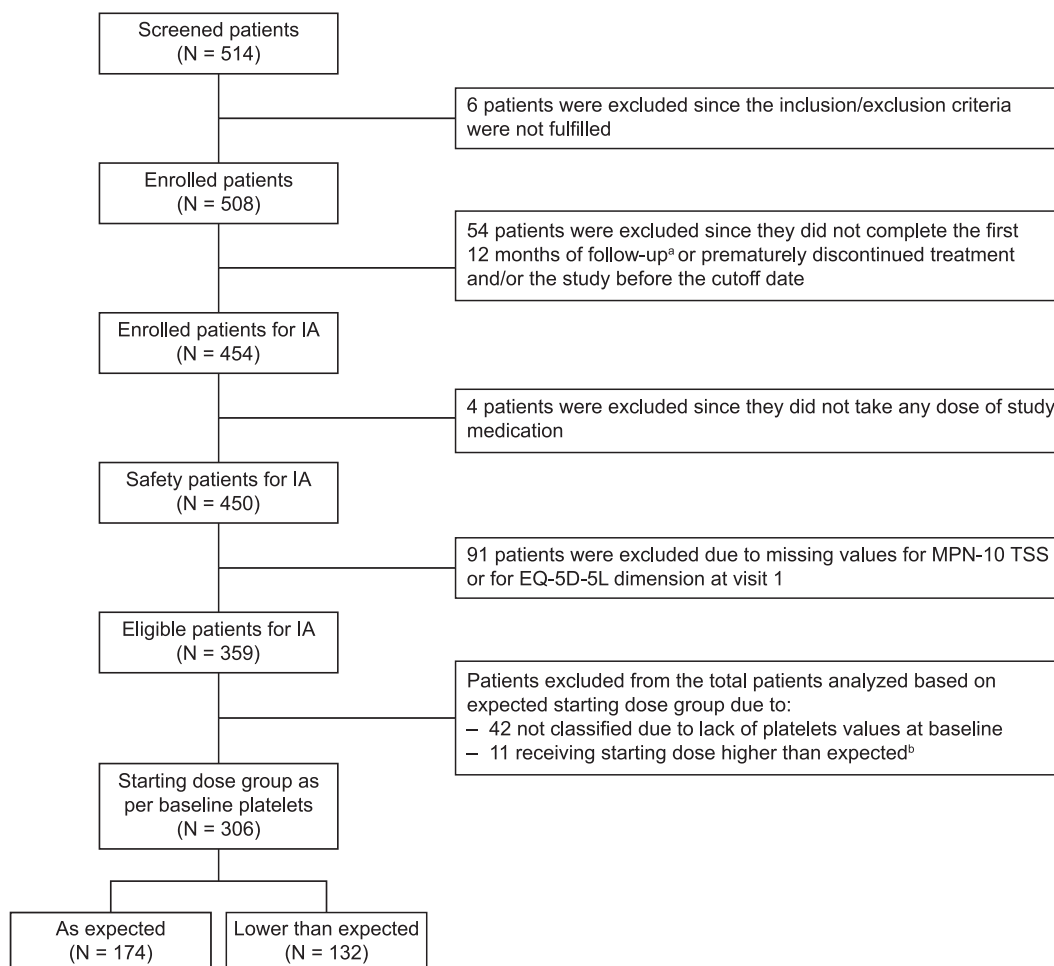 Screened patients
(N = 514)
6 patients were excluded since the inclusion/exclusion criteria
were not fulfilled
Enrolled patients
(N = 508)
54 patients were excluded since they did not complete the first
12 months of follow-upᵃ or prematurely discontinued treatment
and/or the study before the cutoff date
Enrolled patients for IA
(N = 454)
4 patients were excluded since they did not take any dose of study
medication
Safety patients for IA
(N = 450)
91 patients were excluded due to missing values for MPN-10 TSS
or for EQ-5D-5L dimension at visit 1
Eligible patients for IA
(N = 359)
Patients excluded from the total patients analyzed based on
expected starting dose group due to:
– 42 not classified due to lack of platelets values at baseline
– 11 receiving starting dose higher than expectedᵇ
Starting dose group as
per baseline platelets
(N = 306)
As expected
(N = 174)
Lower than expected
(N = 132)